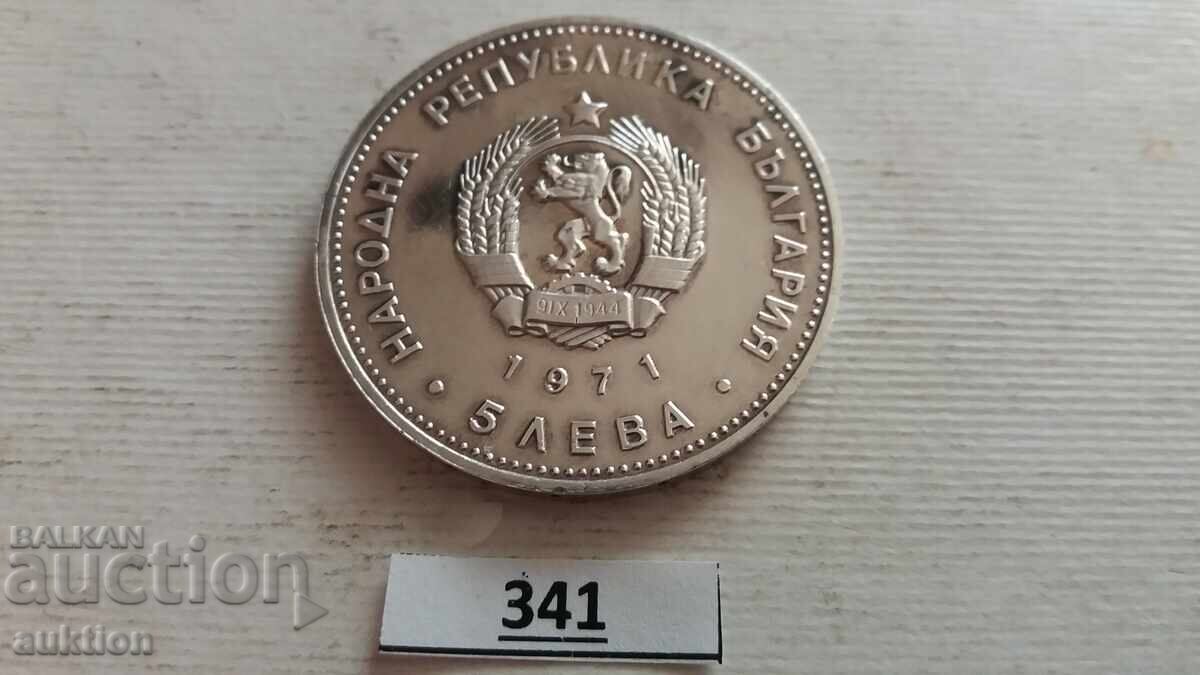 НАРОДНА РЕПУБЛИКА БЪЛГАРИЯ
9 IX 1944
1971
5 ЛЕВА
341
BALKAN
auction
auktion